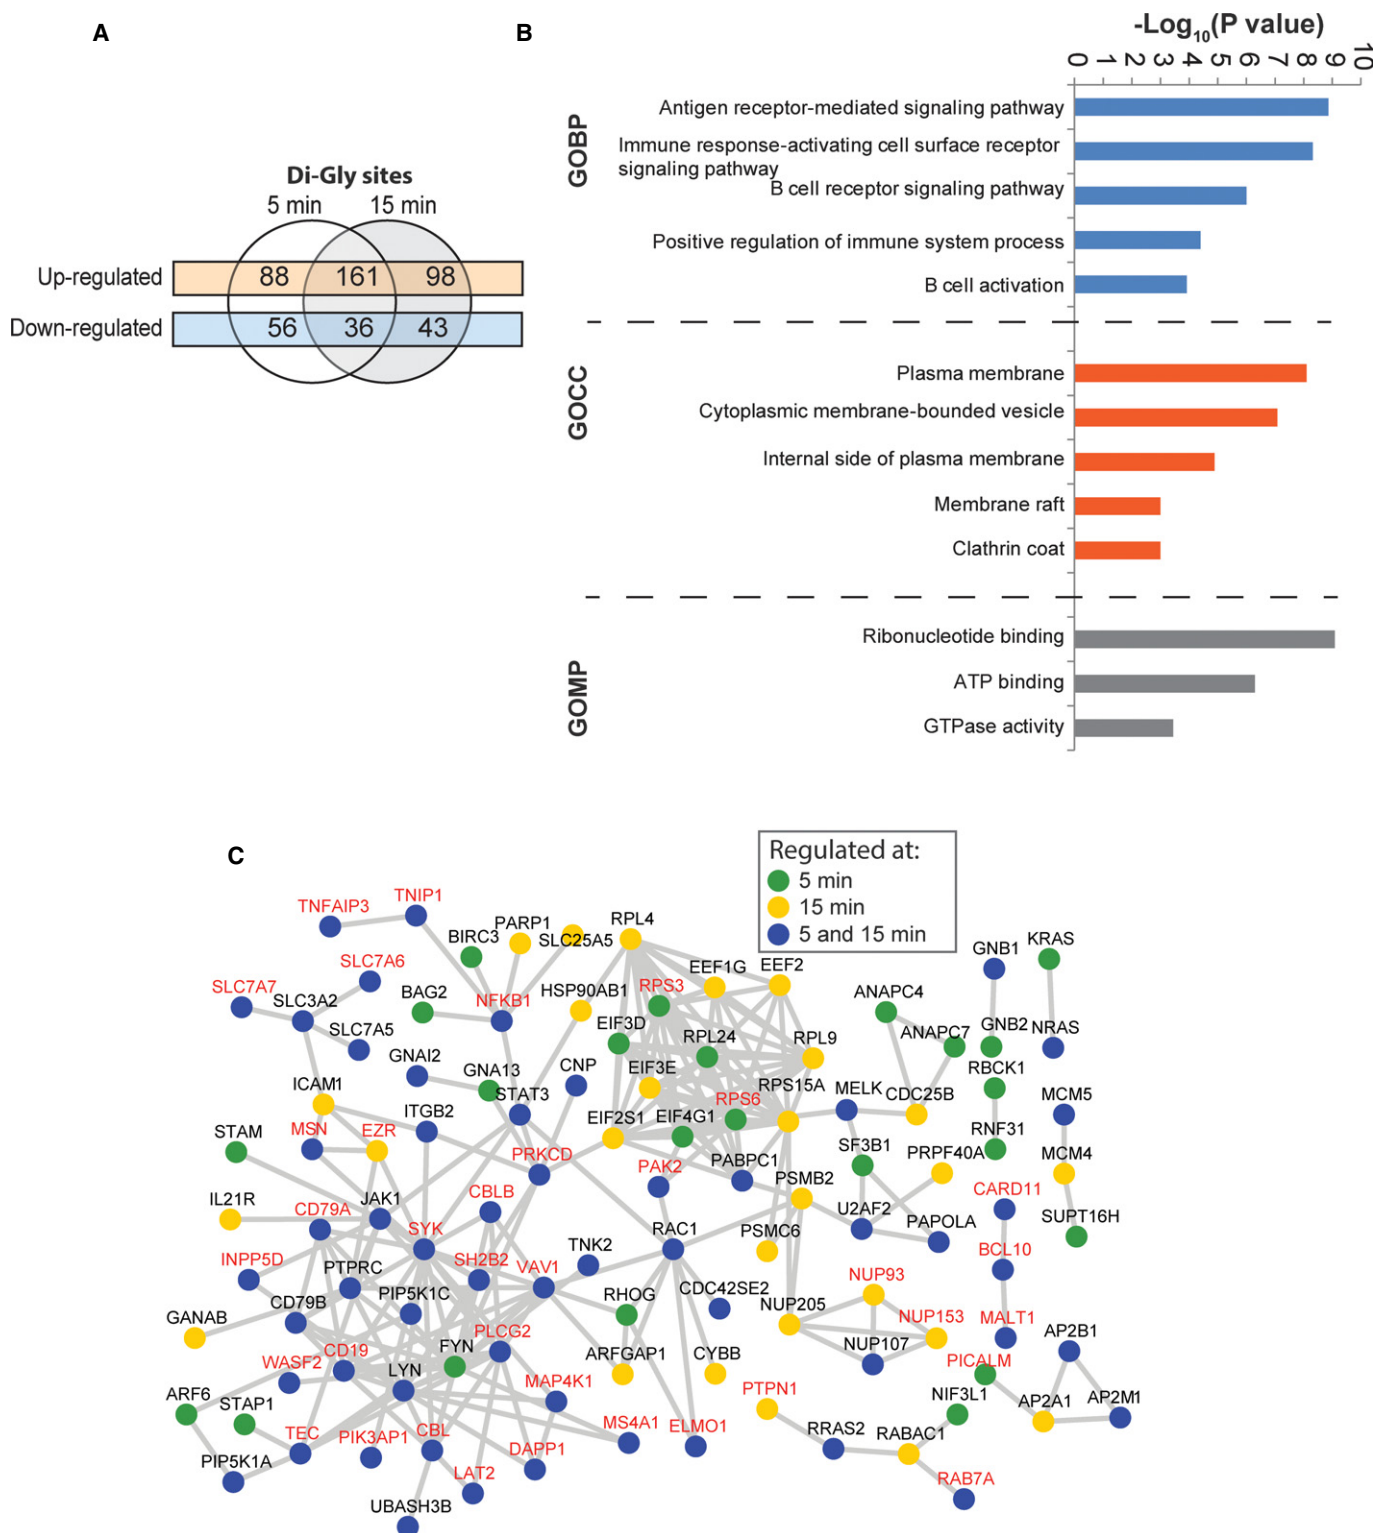 A
Di-Gly sites
5 min 15 min
Up-regulated 88 161 98
Down-regulated 56 36 43
B
-Log10(P value)
0 1 2 3 4 5 6 7 8 9 10
GOBP
Antigen receptor-mediated signaling pathway
Immune response-activating cell surface receptor
signaling pathway
B cell receptor signaling pathway
Positive regulation of immune system process
B cell activation
GOCC
Plasma membrane
Cytoplasmic membrane-bounded vesicle
Internal side of plasma membrane
Membrane raft
Clathrin coat
GOMP
Ribonucleotide binding
ATP binding
GTPase activity
C
Regulated at:
5 min
15 min
5 and 15 min
TNFAIP3
TNIP1
BIRC3
PARP1
SLC25A5
RPL4
SLC7A7
SLC7A6
SLC3A2
SLC7A5
BAG2
NFKB1
HSP90AB1
RPS3
EEF1G
EEF2
EIF3D
RPL24
RPL9
EIF3E
RPS15A
RPS6
EIF2S1
EIF4G1
PABPC1
ANAPC4
ANAPC7
CDC25B
MELK
GNB1
GNB2
KRAS
NRAS
RBCK1
RNF31
MCM5
MCM4
SUPT16H
GNAI2
GNA13
STAT3
CNP
ICAM1
ITGB2
STAM
MSN
EZR
PRKCD
PAK2
SF3B1
PRPF40A
U2AF2
PAPOLA
PSMB2
PSMC6
CARD11
BCL10
MALT1
IL21R
CD79A
JAK1
SYK
CBLB
RAC1
INPP5D
PTPRC
SH2B2
VAV1
TNK2
GANAB
CD79B
PIP5K1C
RHOG
CDC42SE2
NUP205
NUP93
NUP153
NUP107
WASF2
CD19
LYN
FYN
PLCG2
ARFGAP1
CYBB
PICALM
AP2B1
AP2A1
AP2M1
ARF6
STAP1
TEC
PIK3AP1
CBL
MAP4K1
MS4A1
ELMO1
PTPN1
NIF3L1
PIP5K1A
LAT2
DAPP1
RRAS2
RABAC1
RAB7A
UBASH3B